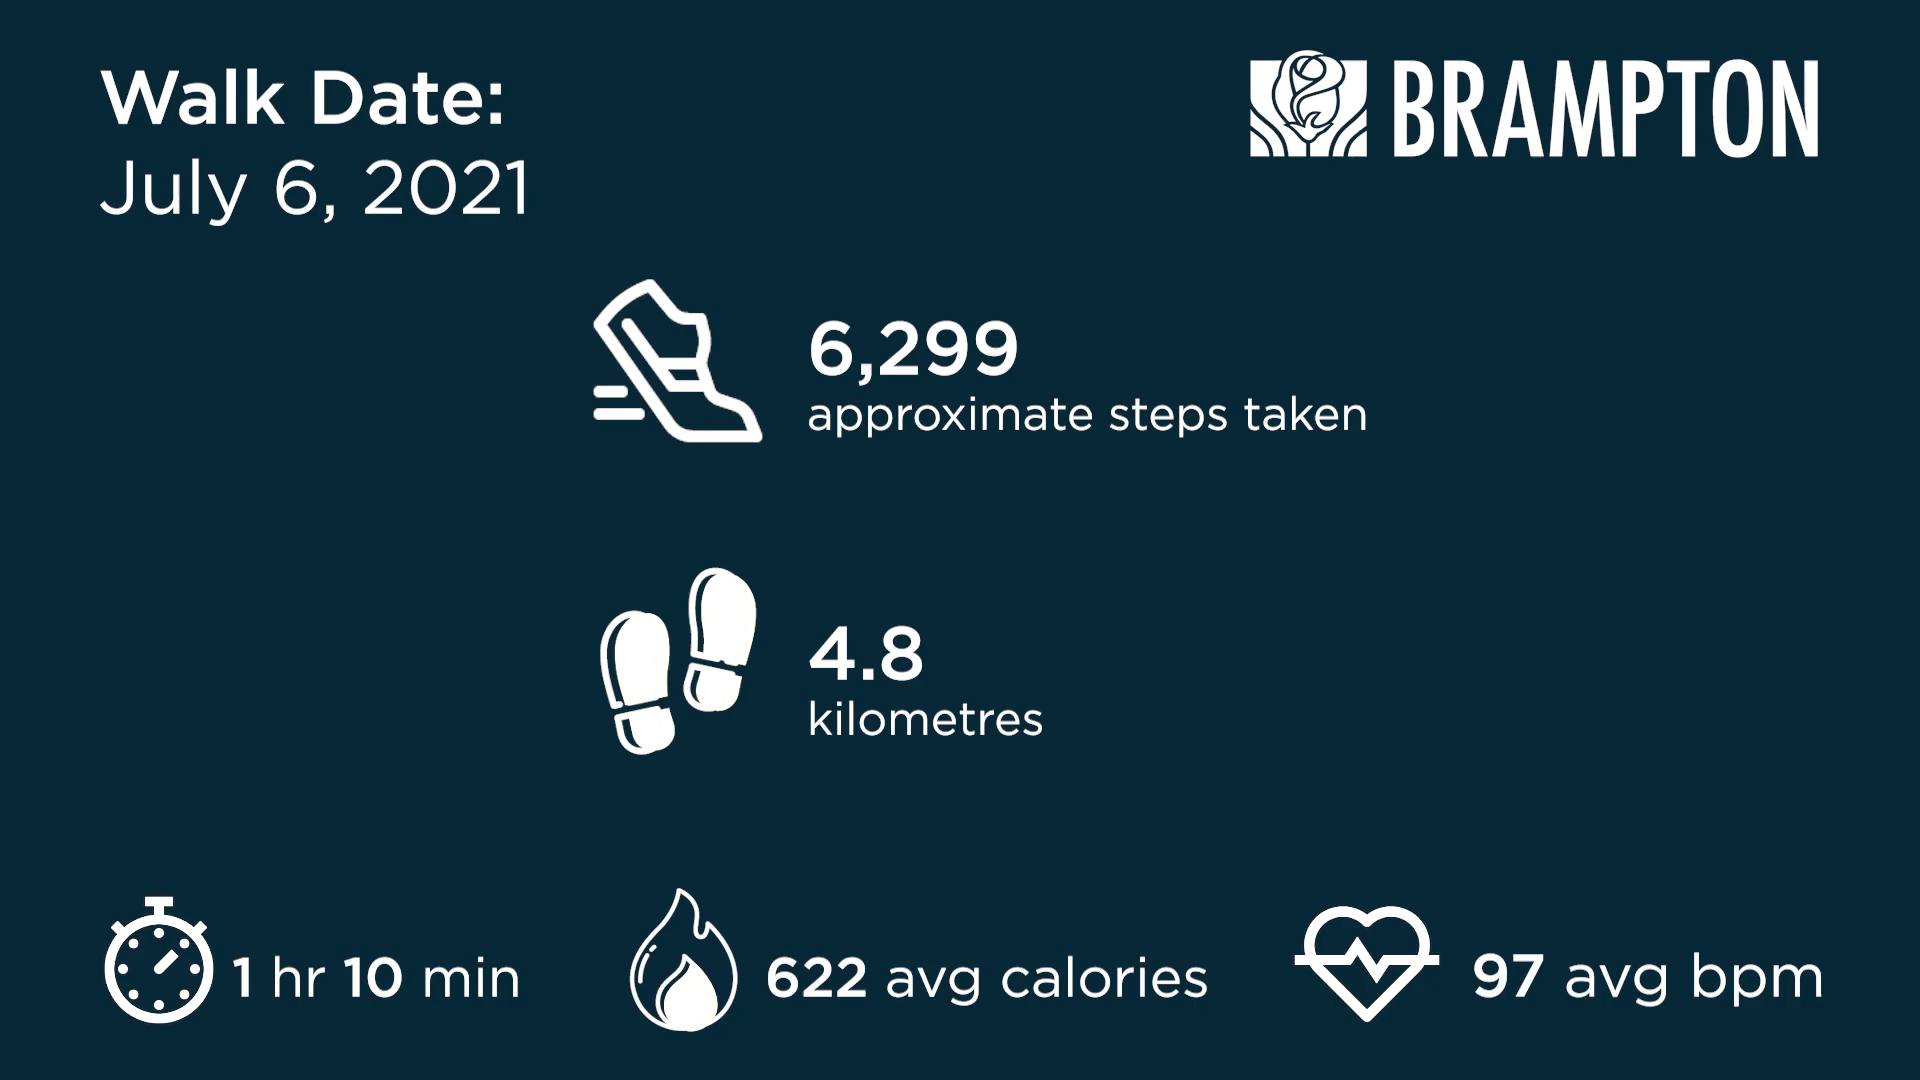 Walk Date:
July 6, 2021
BRAMPTON
6,299
approximate steps taken
4.8
kilometres
1 hr 10 min
622 avg calories
97 avg bpm